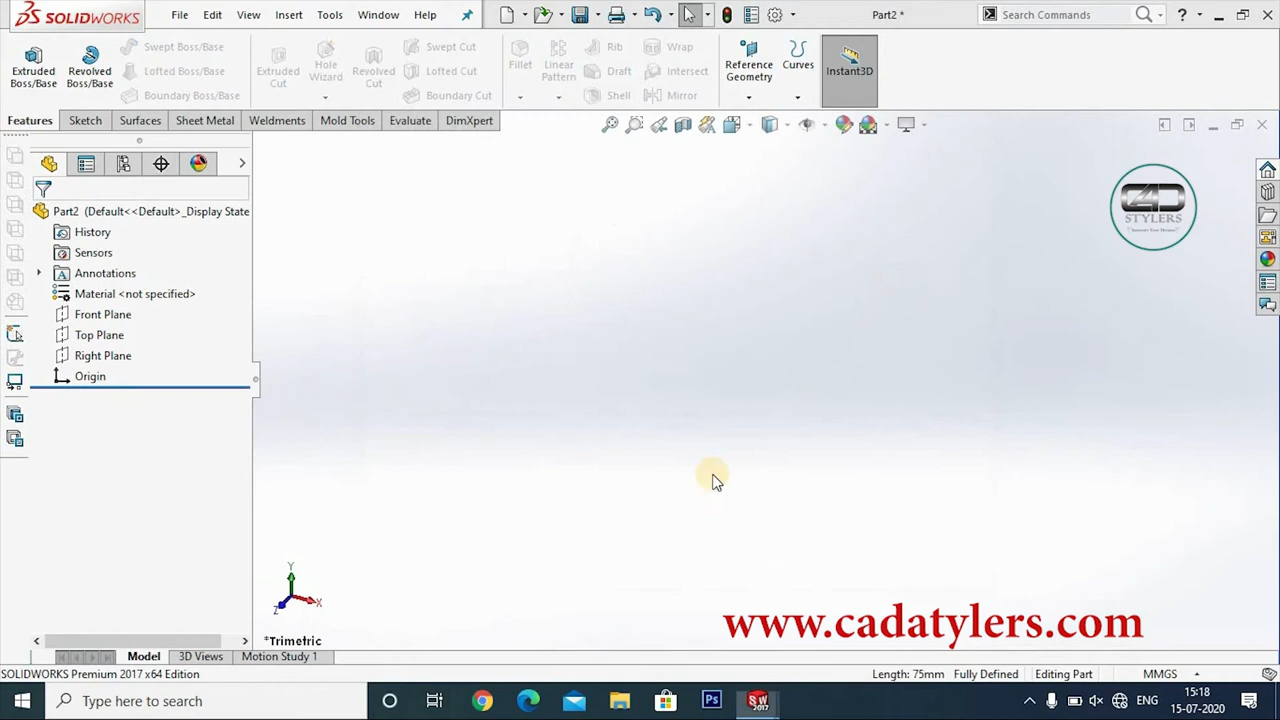 SOLIDWORKS File Edit View Insert Tools Window Help Part2 * Search Commands
Extruded Boss/Base
Revolved Boss/Base
Swept Boss/Base
Lofted Boss/Base
Boundary Boss/Base
Extruded Cut
Hole Wizard
Revolved Cut
Swept Cut
Lofted Cut
Boundary Cut
Fillet
Linear Pattern
Rib
Draft
Shell
Wrap
Intersect
Mirror
Reference Geometry
Curves
Instant3D
Features Sketch Surfaces Sheet Metal Weldments Mold Tools Evaluate DimXpert
Part2 (Default<<Default>_Display State
History
Sensors
Annotations
Material <not specified>
Front Plane
Top Plane
Right Plane
Origin
STYLERS
Y
X
Z
*Trimetric
www.cadatylers.com
Model 3D Views Motion Study 1
SOLIDWORKS Premium 2017 x64 Edition Length: 75mm Fully Defined Editing Part MMGS
Type here to search
Ps
SW 2017
ENG
15:18
15-07-2020